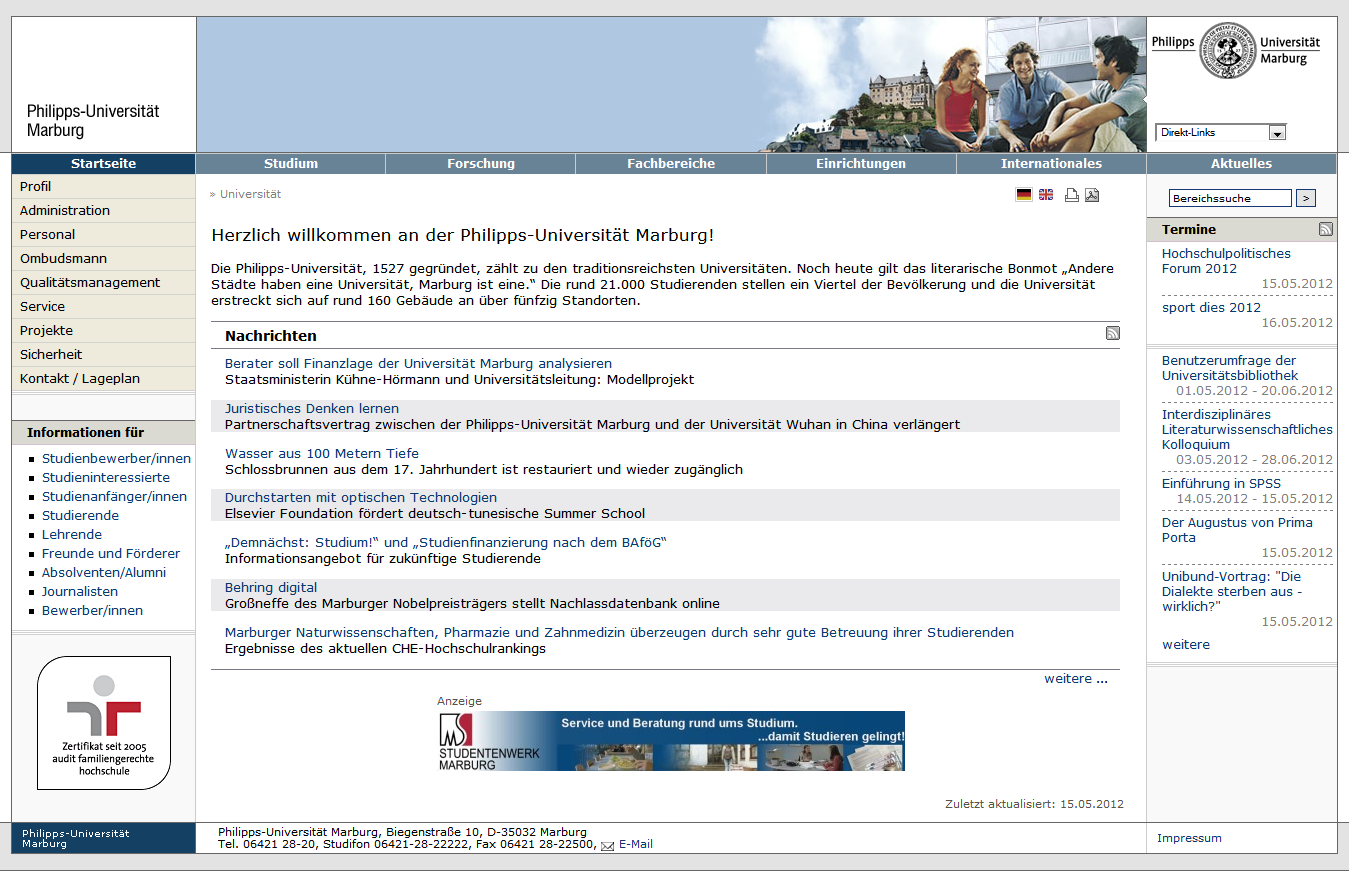 Philipps-Universität
Marburg
Philipps
Universität
Marburg
Direkt-Links
Startseite
Studium
Forschung
Fachbereiche
Einrichtungen
Internationales
Aktuelles
Profil
Administration
Personal
Ombudsmann
Qualitätsmanagement
Service
Projekte
Sicherheit
Kontakt / Lageplan
Informationen für
Studienbewerber/innen
Studieninteressierte
Studienanfänger/innen
Studierende
Lehrende
Freunde und Förderer
Absolventen/Alumni
Journalisten
Bewerber/innen
Zertifikat seit 2005
audit familiengerechte
hochschule
» Universität
Herzlich willkommen an der Philipps-Universität Marburg!
Die Philipps-Universität, 1527 gegründet, zählt zu den traditionsreichsten Universitäten. Noch heute gilt das literarische Bonmot „Andere
Städte haben eine Universität, Marburg ist eine.“ Die rund 21.000 Studierenden stellen ein Viertel der Bevölkerung und die Universität
erstreckt sich auf rund 160 Gebäude an über fünfzig Standorten.
Nachrichten
Berater soll Finanzlage der Universität Marburg analysieren
Staatsministerin Kühne-Hörmann und Universitätsleitung: Modellprojekt
Juristisches Denken lernen
Partnerschaftsvertrag zwischen der Philipps-Universität Marburg und der Universität Wuhan in China verlängert
Wasser aus 100 Metern Tiefe
Schlossbrunnen aus dem 17. Jahrhundert ist restauriert und wieder zugänglich
Durchstarten mit optischen Technologien
Elsevier Foundation fördert deutsch-tunesische Summer School
„Demnächst: Studium!“ und „Studienfinanzierung nach dem BAföG“
Informationsangebot für zukünftige Studierende
Behring digital
Großneffe des Marburger Nobelpreisträgers stellt Nachlassdatenbank online
Marburger Naturwissenschaften, Pharmazie und Zahnmedizin überzeugen durch sehr gute Betreuung ihrer Studierenden
Ergebnisse des aktuellen CHE-Hochschulrankings
weitere ...
Anzeige
STUDENTENWERK
MARBURG
Service und Beratung rund ums Studium.
...damit Studieren gelingt!
Zuletzt aktualisiert: 15.05.2012
Bereichssuche
>
Termine
Hochschulpolitisches
Forum 2012
15.05.2012
sport dies 2012
16.05.2012
Benutzerumfrage der
Universitätsbibliothek
01.05.2012 - 20.06.2012
Interdisziplinäres
Literaturwissenschaftliches
Kolloquium
03.05.2012 - 28.06.2012
Einführung in SPSS
14.05.2012 - 15.05.2012
Der Augustus von Prima
Porta
15.05.2012
Unibund-Vortrag: "Die
Dialekte sterben aus -
wirklich?"
15.05.2012
weitere
Philipps-Universität
Marburg
Philipps-Universität Marburg, Biegenstraße 10, D-35032 Marburg
Tel. 06421 28-20, Studifon 06421-28-22222, Fax 06421 28-22500, E-Mail
Impressum